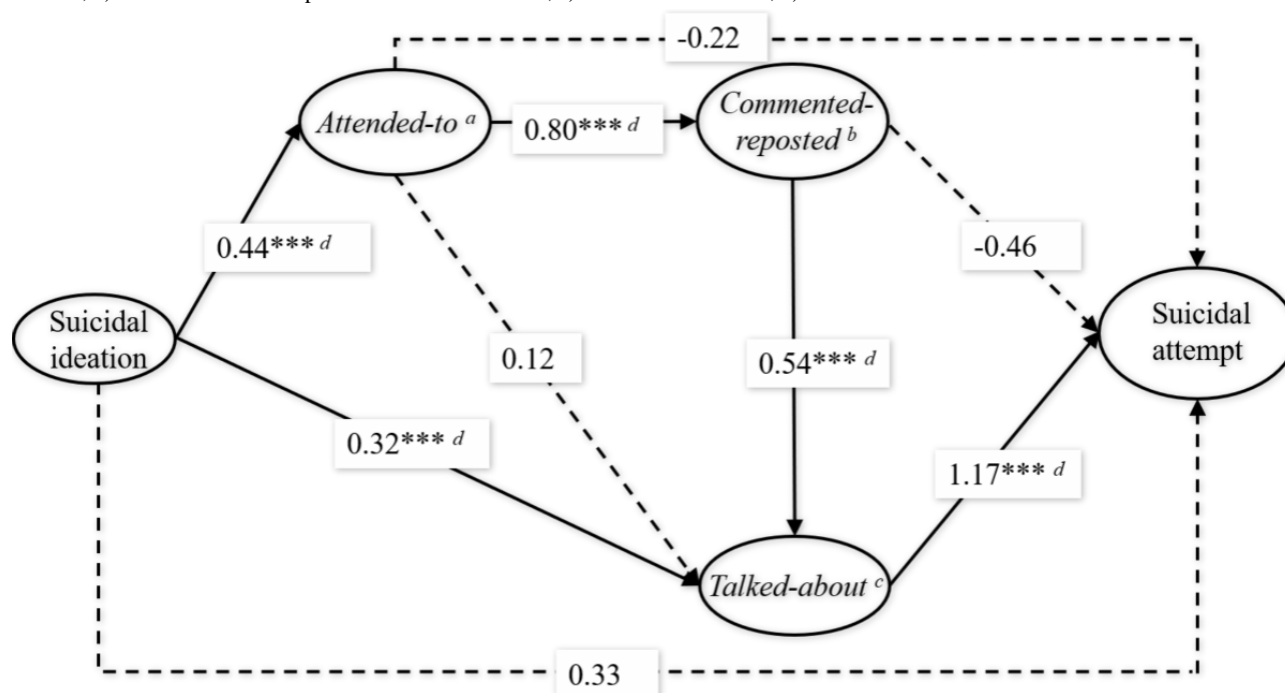 -0.22
Attended-to a
0.80*** d
Commented-
reposted b
0.44*** d
-0.46
Suicidal
ideation
0.12
0.54*** d
Suicidal
attempt
0.32*** d
1.17*** d
Talked-about c
0.33